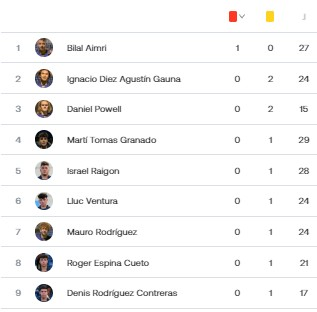 J
1 Bilal Aimri 1 0 27
2 Ignacio Diez Agustín Gauna 0 2 24
3 Daniel Powell 0 2 15
4 Martí Tomas Granado 0 1 29
5 Israel Raigon 0 1 28
6 Lluc Ventura 0 1 24
7 Mauro Rodríguez 0 1 24
8 Roger Espina Cueto 0 1 21
9 Denis Rodríguez Contreras 0 1 17